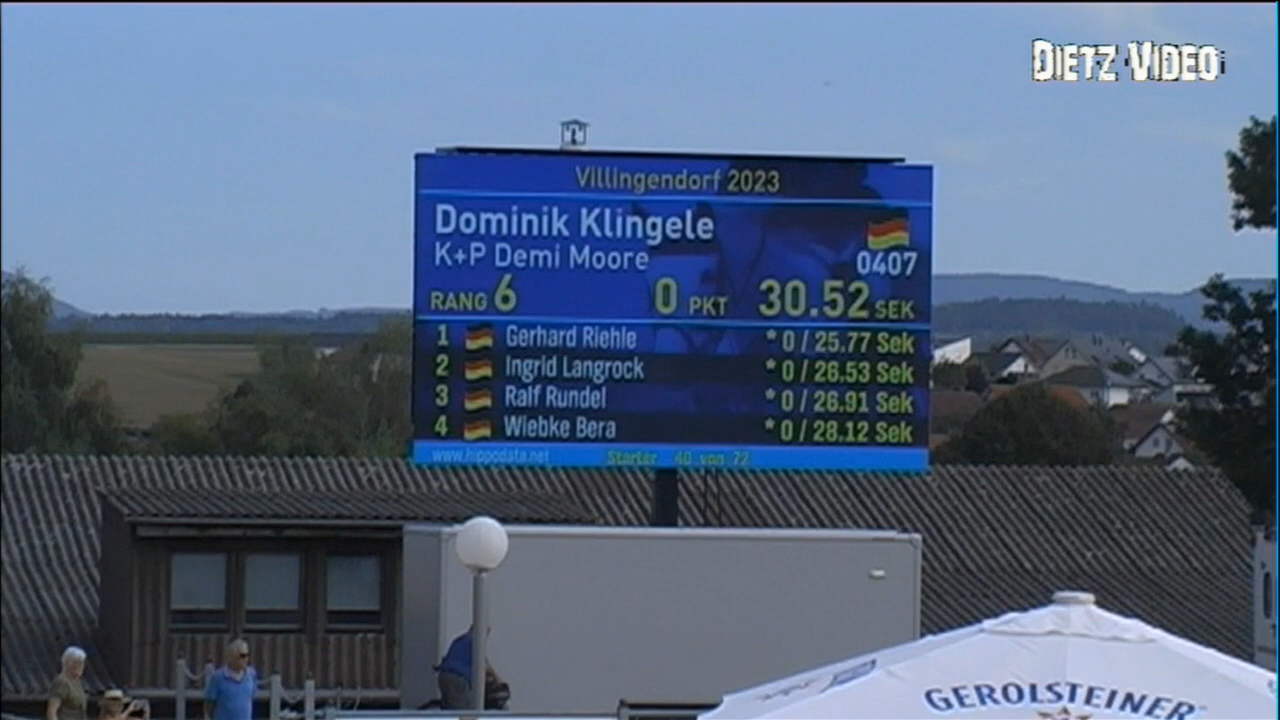 DIETZ VIDEO
Villingendorf 2023
Dominik Klingele
K+P Demi Moore
0407
RANG 6 0 PKT 30.52 SEK
1 Gerhard Riehle * 0 / 25.77 Sek
2 Ingrid Langrock * 0 / 26.53 Sek
3 Ralf Rundel * 0 / 26.91 Sek
4 Wiebke Bera * 0 / 28.12 Sek
www.hippodata.net Starter 40 von 72
GEROLSTEINER